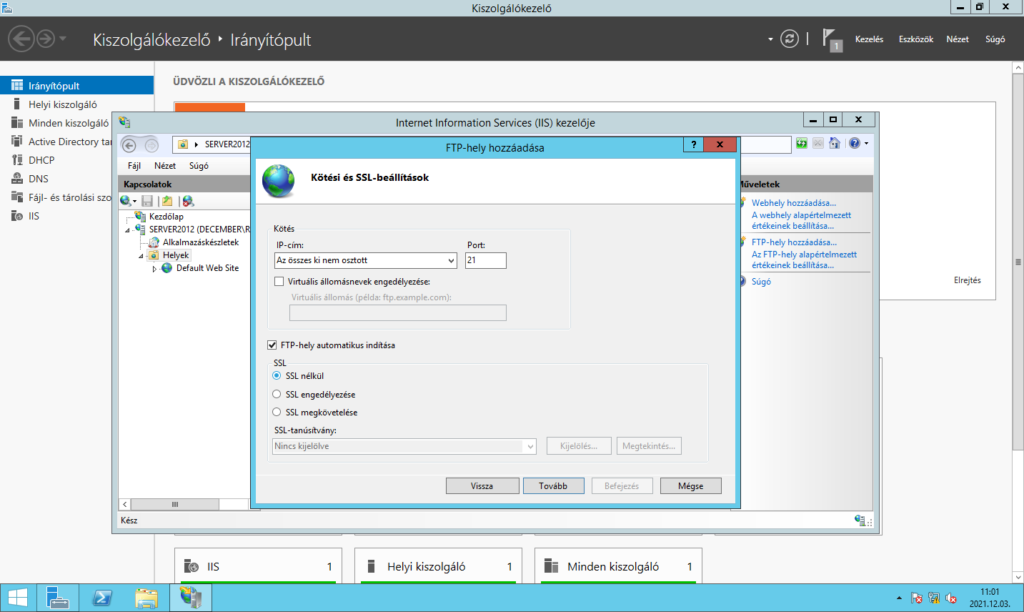 Kiszolgálókezelő
Kiszolgálókezelő ‣ Irányítópult
1
Kezelés
Eszközök
Nézet
Súgó
Irányítópult
Helyi kiszolgáló
Minden kiszolgáló
Active Directory
DHCP
DNS
Fájl- és tárolási
IIS
ÜDVÖZLI A KISZOLGÁLÓKEZELŐ
Internet Information Services (IIS) kezelője
SERVER2012
Fájl
Nézet
Súgó
Kapcsolatok
Kezdőlap
SERVER2012 (DECEMBER\R
Alkalmazáskészletek
Helyek
Default Web Site
Kész
FTP-hely hozzáadása
?
Kötési és SSL-beállítások
Kötés
IP-cím:
Port:
Az összes ki nem osztott
21
Virtuális állomásnevek engedélyezése:
Virtuális állomás (példa: ftp.example.com):
FTP-hely automatikus indítása
SSL
SSL nélkül
SSL engedélyezése
SSL megkövetelése
SSL-tanúsítvány:
Nincs kijelölve
Kijelölés...
Megtekintés...
Vissza
Tovább
Befejezés
Mégse
Műveletek
Webhely hozzáadása...
A webhely alapértelmezett
értékeinek beállítása...
FTP-hely hozzáadása...
Az FTP-hely alapértelmezett
értékeinek beállítása...
Súgó
Elrejtés
IIS 1
Helyi kiszolgáló 1
Minden kiszolgáló 1
11:01
2021.12.03.